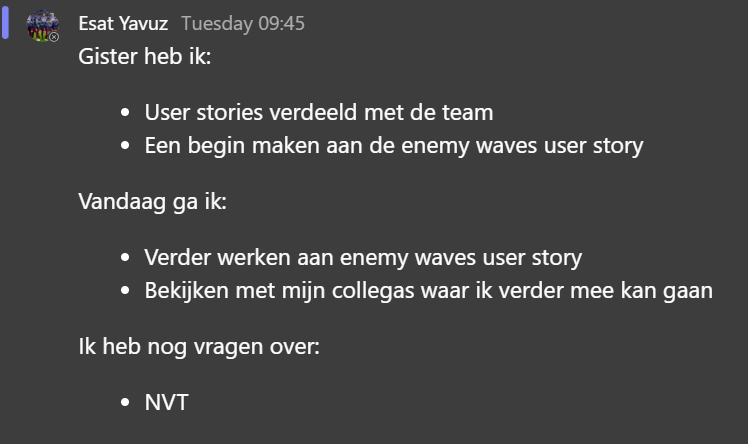 Esat Yavuz Tuesday 09:45
Gister heb ik:
• User stories verdeeld met de team
• Een begin maken aan de enemy waves user story
Vandaag ga ik:
• Verder werken aan enemy waves user story
• Bekijken met mijn collegas waar ik verder mee kan gaan
Ik heb nog vragen over:
• NVT